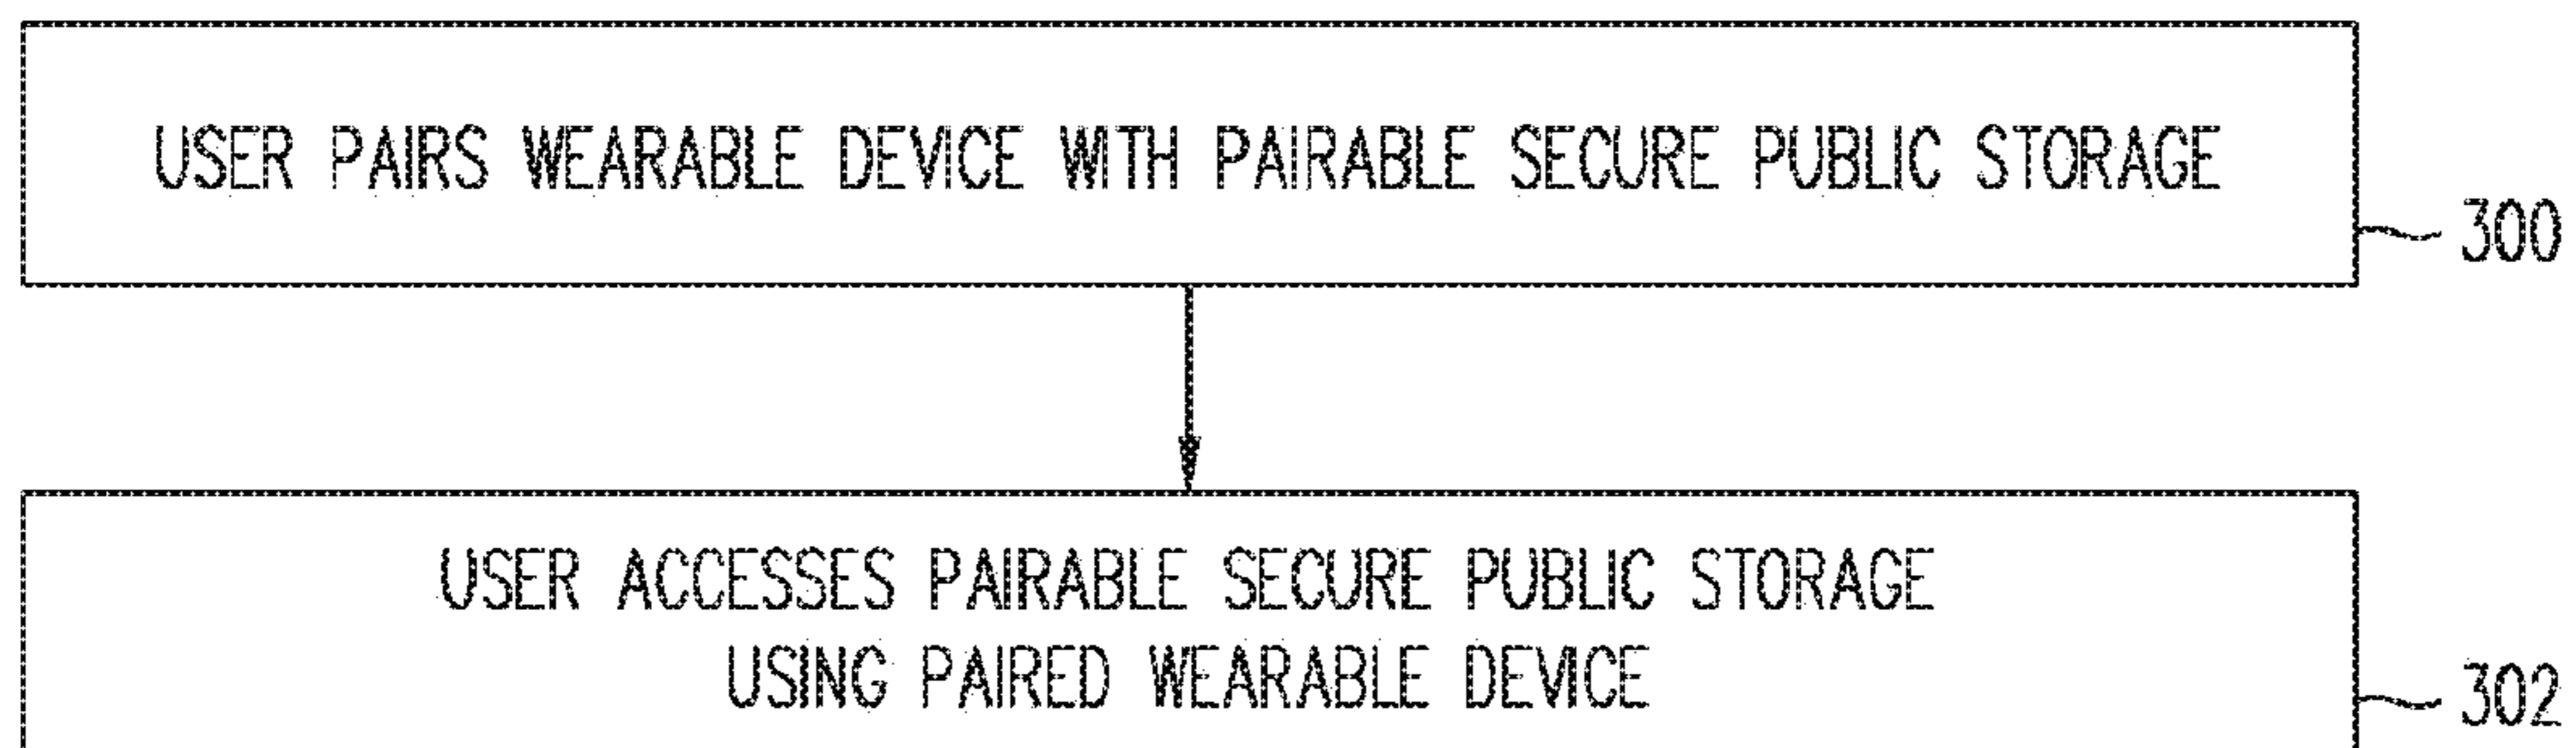 USER PAIRS WEARABLE DEVICE WITH PAIRABLE SECURE PUBLIC STORAGE
300
USER ACCESSES PAIRABLE SECURE PUBLIC STORAGE
USING PAIRED WEARABLE DEVICE
302